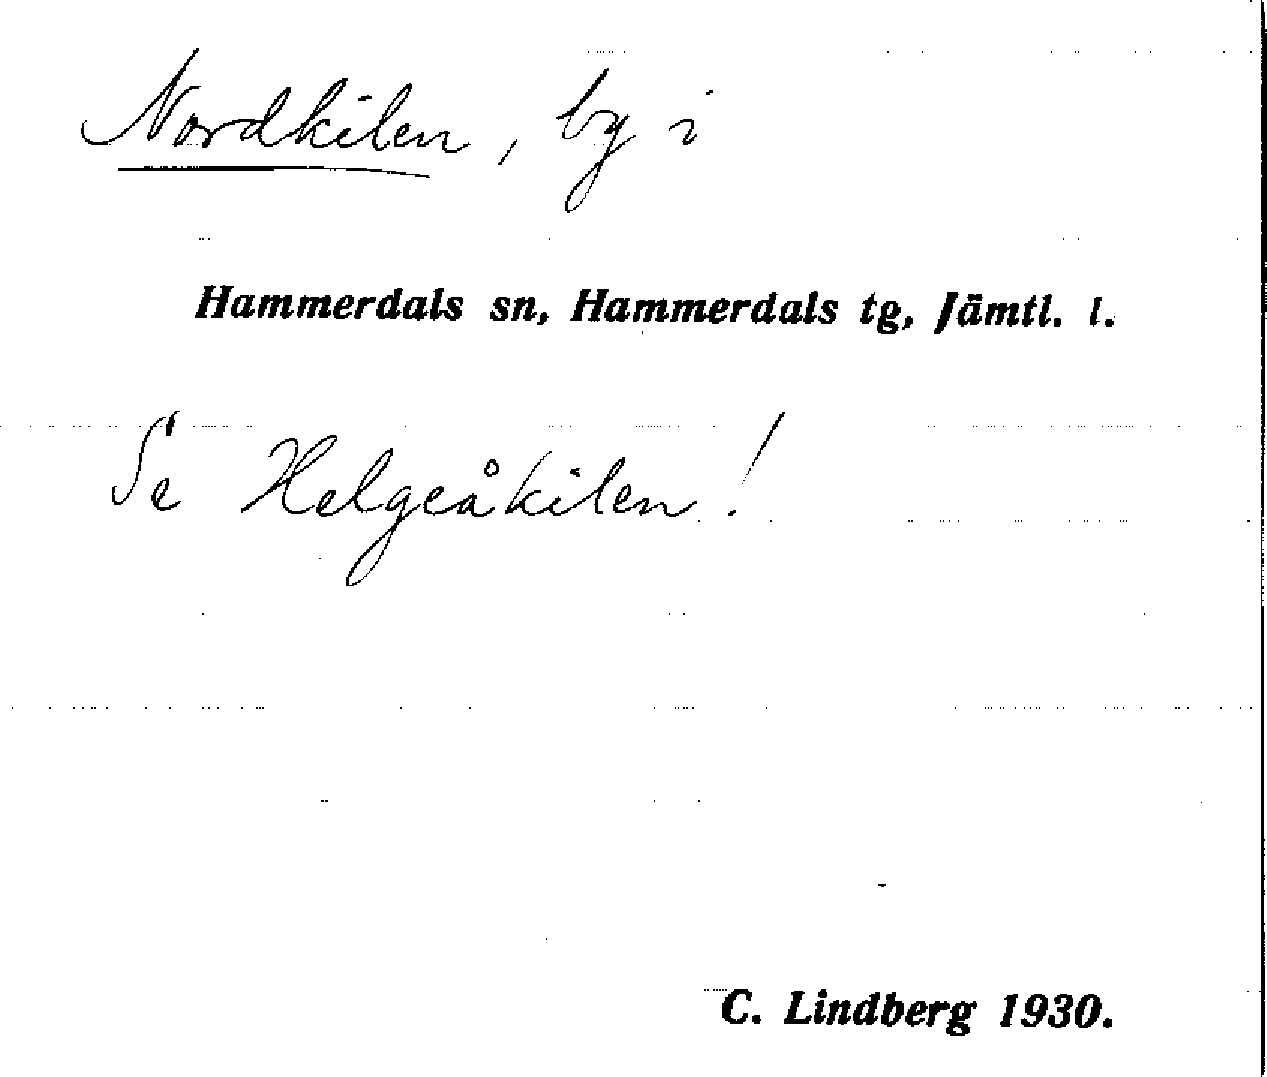 Nordkilen, by i
Hammerdals sn, Hammerdals tg, Jämtl. l.
Se Helgeåkilen!
C. Lindberg 1930.